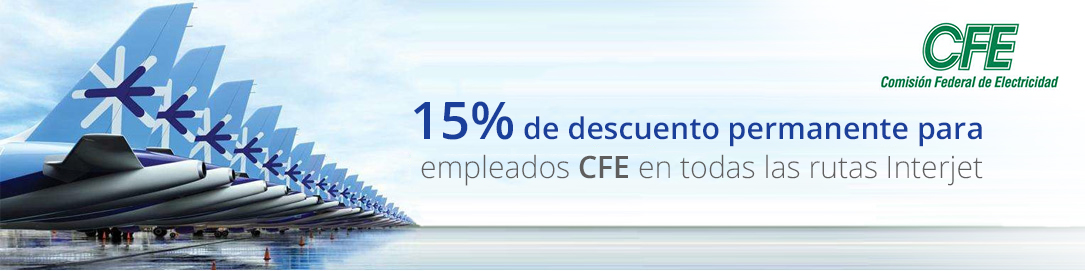 CFE
Comisión Federal de Electricidad
15% de descuento permanente para
empleados CFE en todas las rutas Interjet